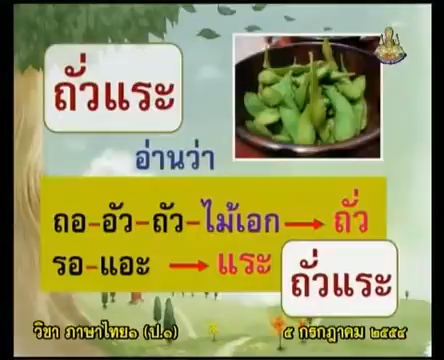 ถั่วแระ
อ่านว่า
ถอ-อัว-ถัว-ไม้เอก → ถั่ว
รอ-แอะ → แระ
ถั่วแระ
วิชา ภาษาไทย๑ (ป.๑)
๕ กรกฎาคม ๒๕๕๔